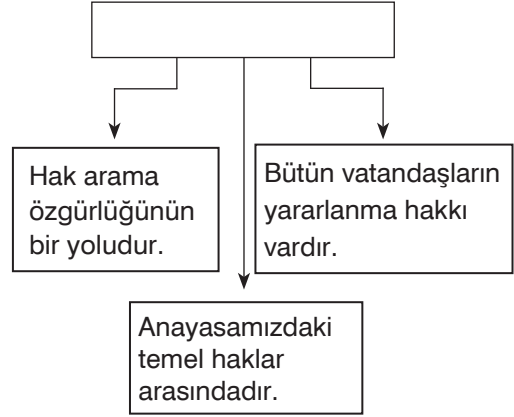 Hak arama
özgürlüğünün
bir yoludur.
Bütün vatandaşların
yararlanma hakkı
vardır.
Anayasamızdaki
temel haklar
arasındadır.